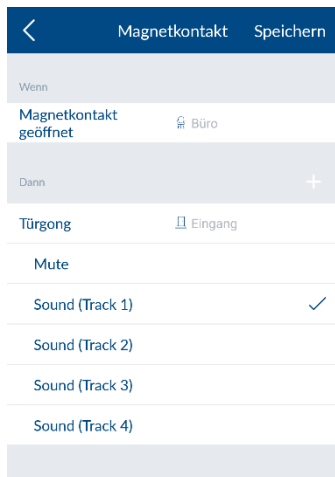 Magnetkontakt Speichern
Wenn
Magnetkontakt
geöffnet
Büro
Dann
Türgong Eingang
Mute
Sound (Track 1)
Sound (Track 2)
Sound (Track 3)
Sound (Track 4)